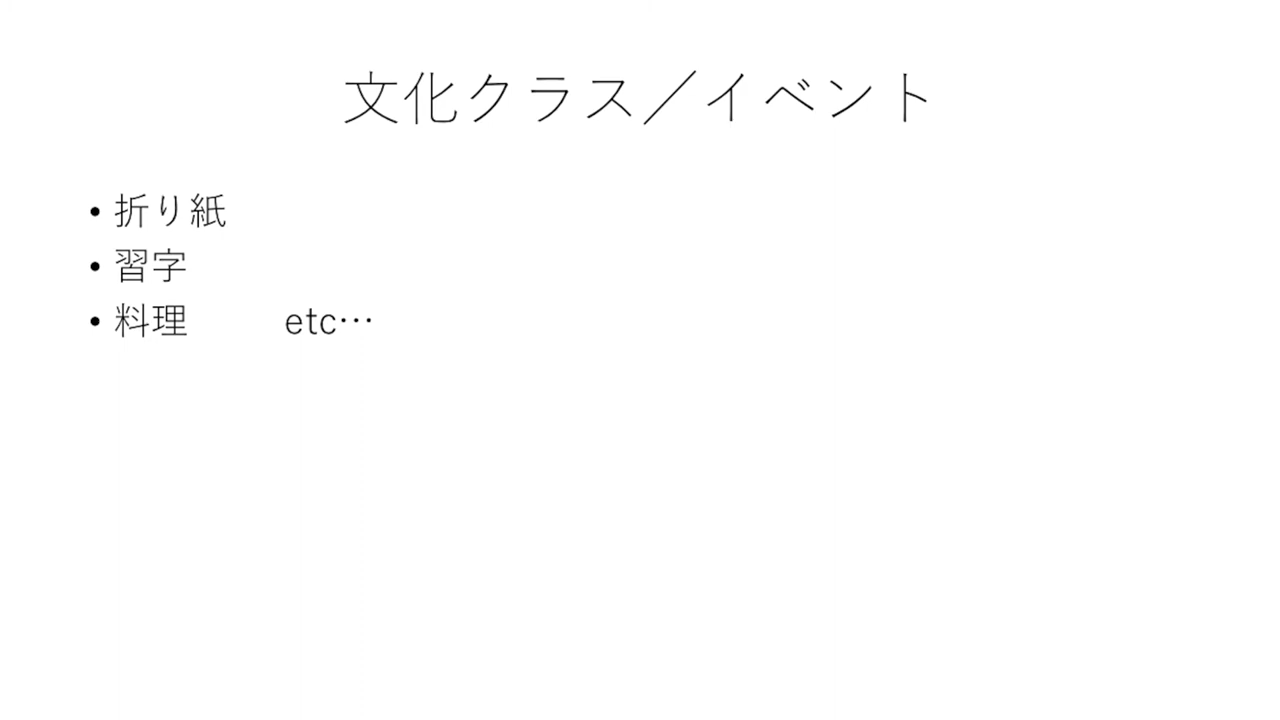 文化クラス／イベント
• 折り紙
• 習字
• 料理　　　etc…